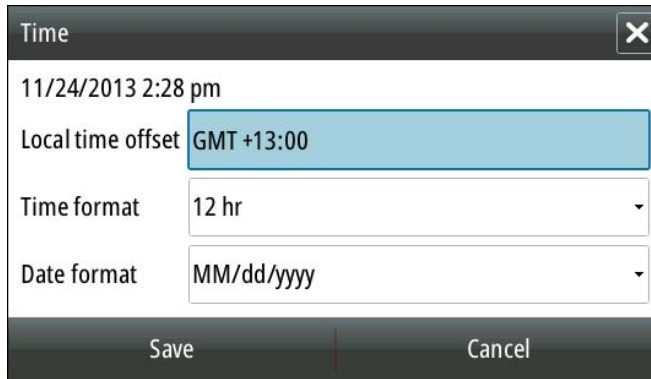 Time
11/24/2013 2:28 pm
Local time offset GMT +13:00
Time format 12 hr
Date format MM/dd/yyyy
Save Cancel